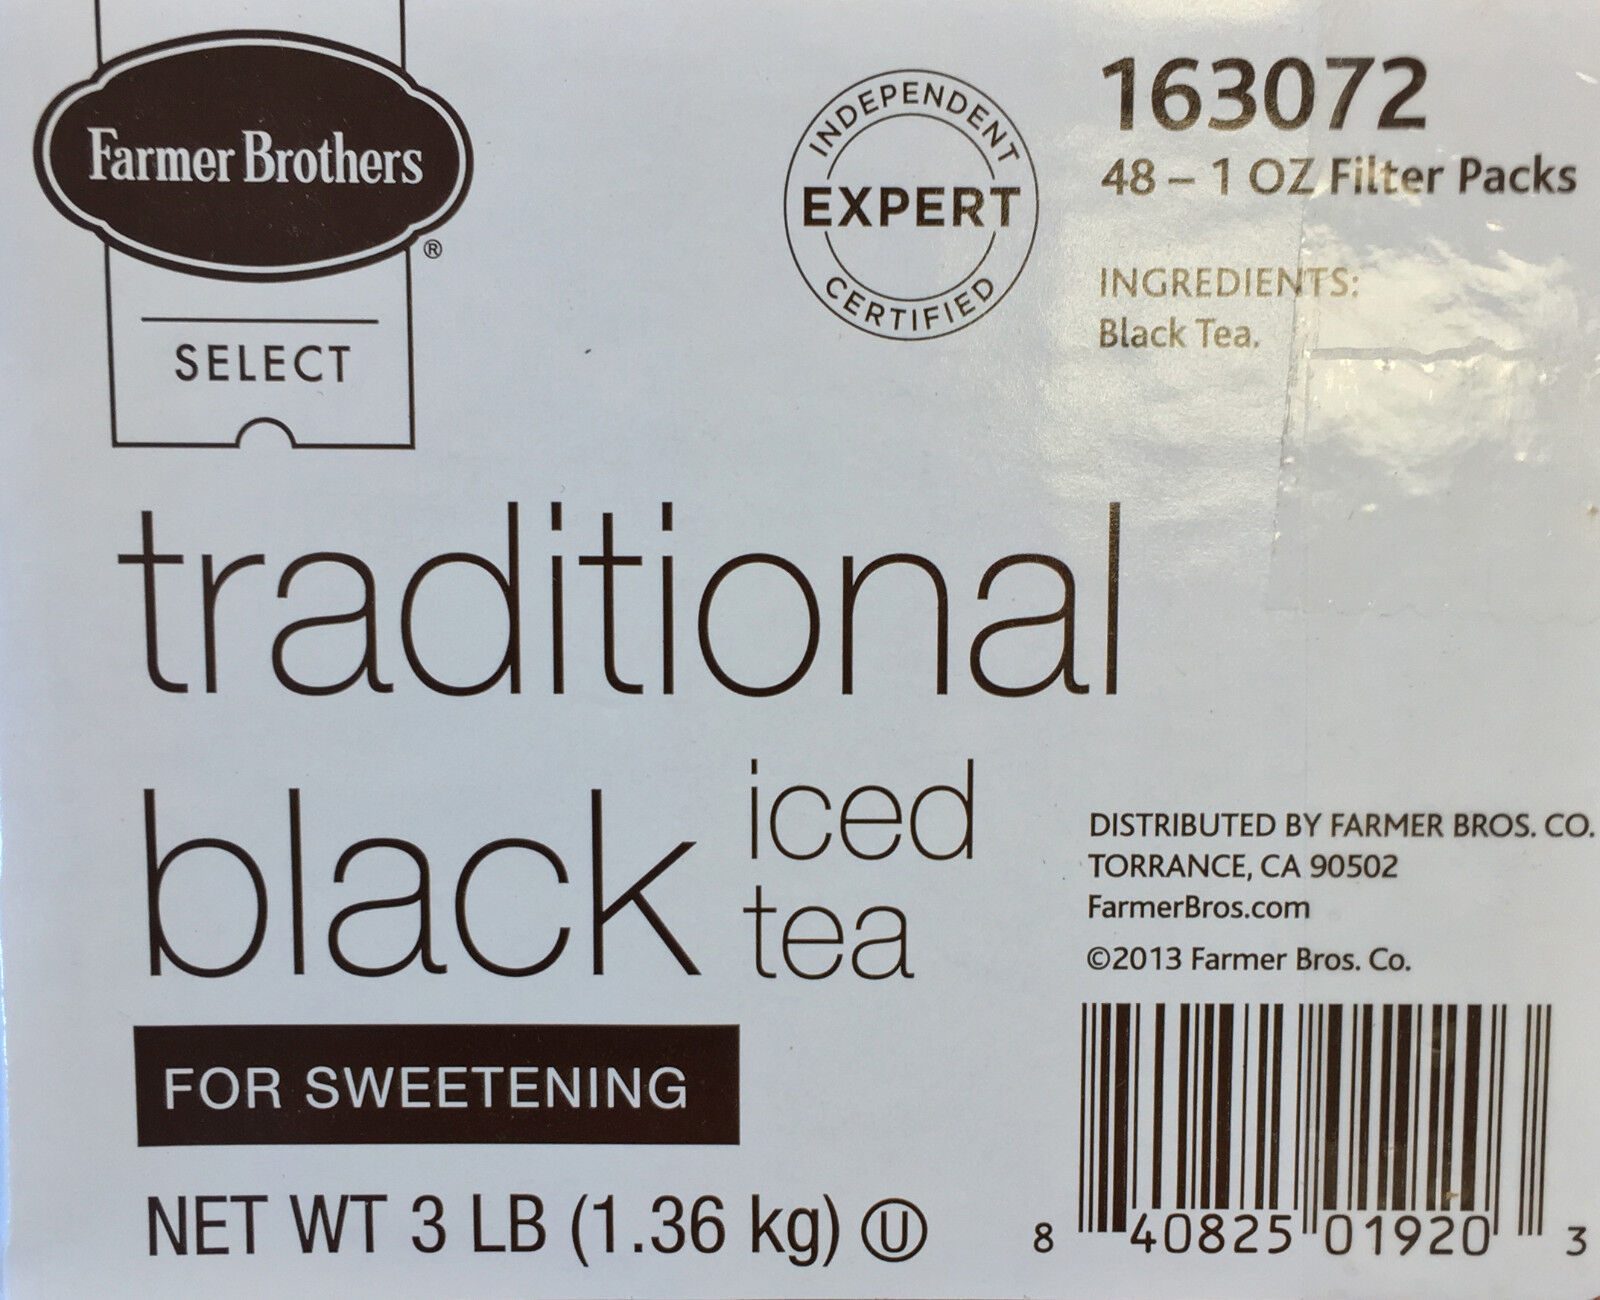 Farmer Brothers
®
SELECT
INDEPENDENT
EXPERT
CERTIFIED
163072
48 – 1 OZ Filter Packs
INGREDIENTS:
Black Tea.
traditional
black iced
tea
FOR SWEETENING
NET WT 3 LB (1.36 kg) Ⓤ
DISTRIBUTED BY FARMER BROS. CO.
TORRANCE, CA 90502
FarmerBros.com
©2013 Farmer Bros. Co.
8 40825 01920 3